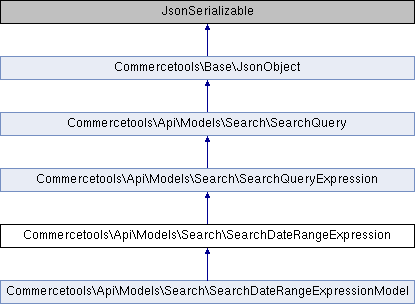 JsonSerializable
Commercetools\Base\JsonObject
Commercetools\Api\Models\Search\SearchQuery
Commercetools\Api\Models\Search\SearchQueryExpression
Commercetools\Api\Models\Search\SearchDateRangeExpression
Commercetools\Api\Models\Search\SearchDateRangeExpressionModel